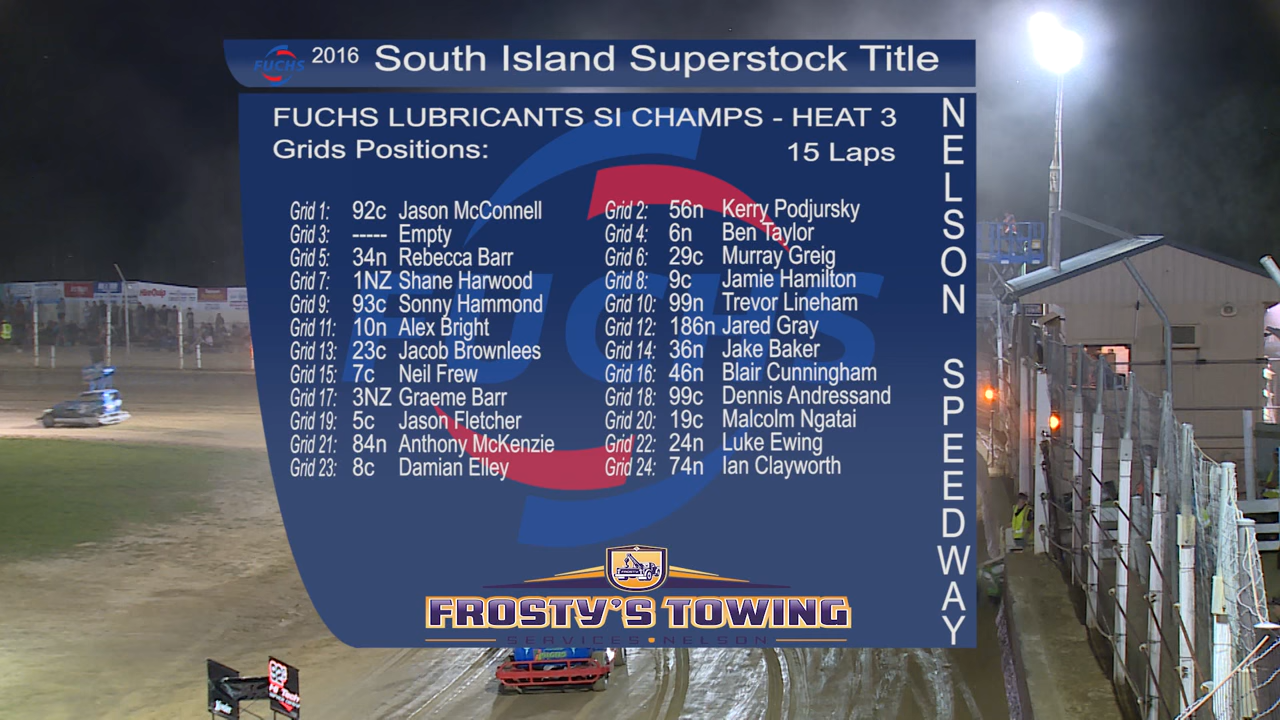 FUCHS 2016 South Island Superstock Title
FUCHS LUBRICANTS SI CHAMPS - HEAT 3
Grids Positions:
15 Laps
Grid 1: 92c Jason McConnell Grid 2: 56n Kerry Podjursky
Grid 3: ----- Empty Grid 4: 6n Ben Taylor
Grid 5: 34n Rebecca Barr Grid 6: 29c Murray Greig
Grid 7: 1NZ Shane Harwood Grid 8: 9c Jamie Hamilton
Grid 9: 93c Sonny Hammond Grid 10: 99n Trevor Lineham
Grid 11: 10n Alex Bright Grid 12: 186n Jared Gray
Grid 13: 23c Jacob Brownlees Grid 14: 36n Jake Baker
Grid 15: 7c Neil Frew Grid 16: 46n Blair Cunningham
Grid 17: 3NZ Graeme Barr Grid 18: 99c Dennis Andressand
Grid 19: 5c Jason Fletcher Grid 20: 19c Malcolm Ngatai
Grid 21: 84n Anthony McKenzie Grid 22: 24n Luke Ewing
Grid 23: 8c Damian Elley Grid 24: 74n Ian Clayworth
FUCHS
NELSON SPEEDWAY
FROSTY'S TOWING
SERVICES • NELSON